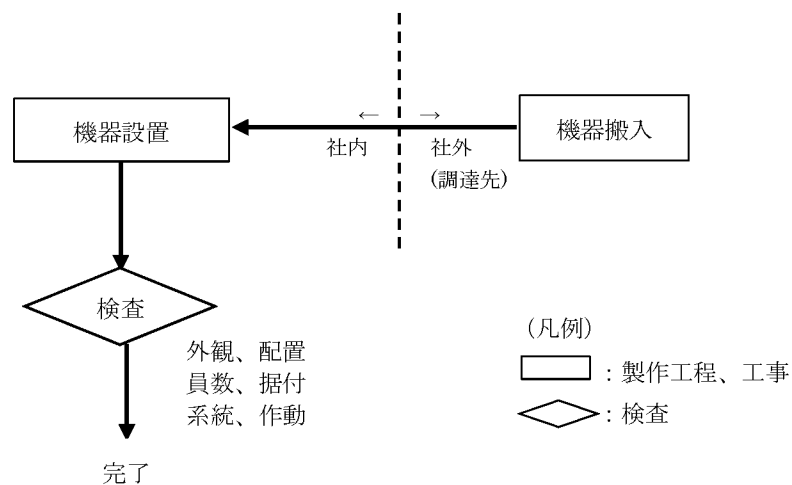 機器設置
← →
社内
社外
(調達先)
機器搬入
検査
外観、配置
員数、据付
系統、作動
完了
(凡例)
：製作工程、工事
：検査